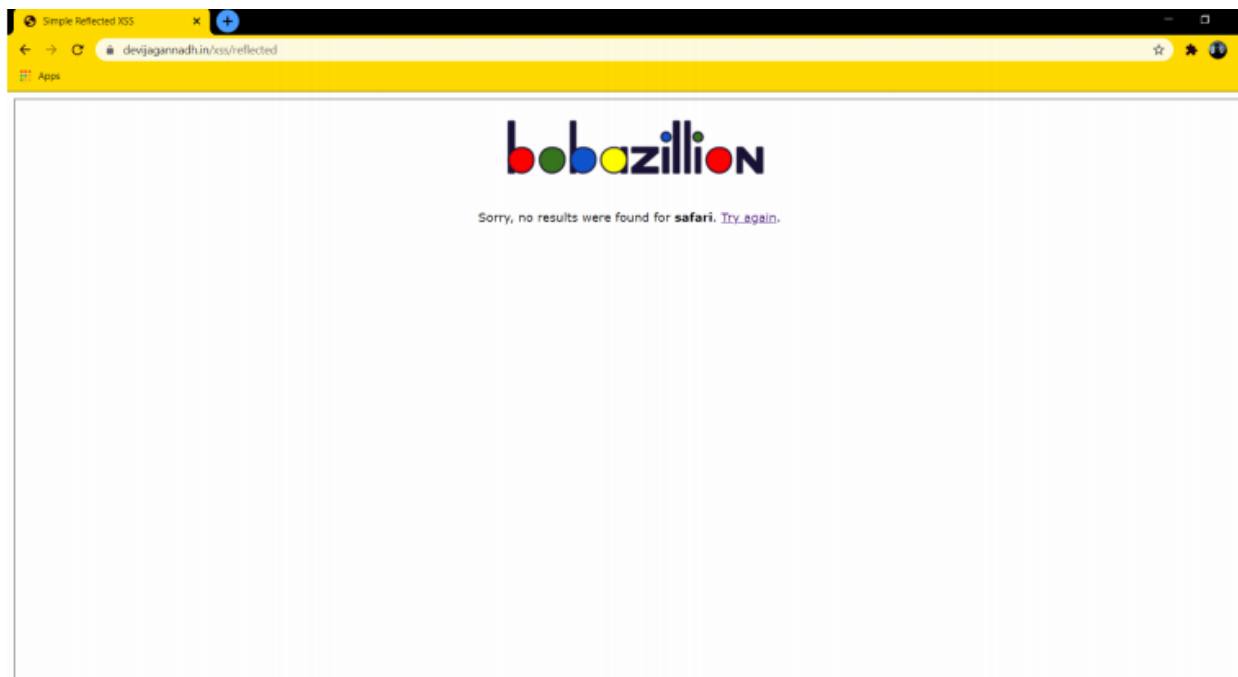 Simple Reflected XSS
devijagannadh.in/xss/reflected
Apps
bobazillion
Sorry, no results were found for safari. Try again.